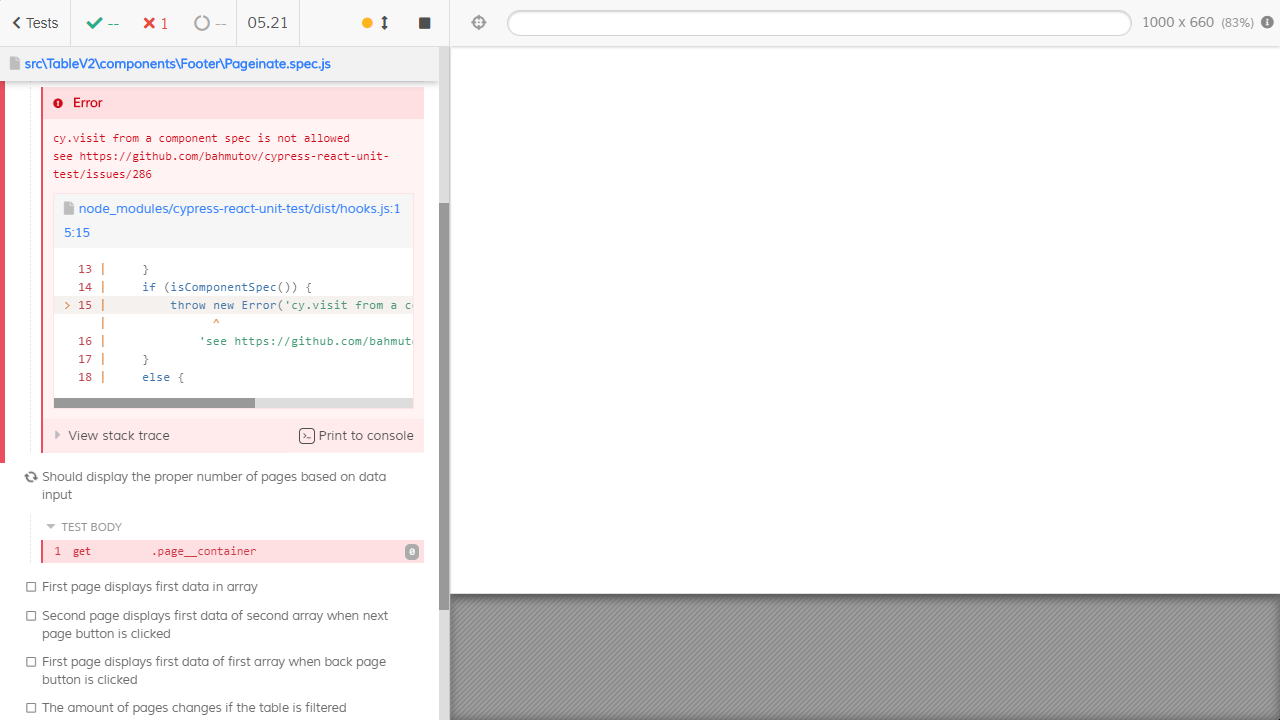 Tests
--
1
--
05.21
1000 x 660 (83%)
src\TableV2\components\Footer\Pageinate.spec.js
Error
cy.visit from a component spec is not allowed
see https://github.com/bahmutov/cypress-react-unit-
test/issues/286
node_modules/cypress-react-unit-test/dist/hooks.js:1
5:15
13 | }
14 | if (isComponentSpec()) {
> 15 | throw new Error('cy.visit from a c
| ^
16 | 'see https://github.com/bahmut
17 | }
18 | else {
View stack trace
Print to console
Should display the proper number of pages based on data
input
TEST BODY
1 get .page__container 0
First page displays first data in array
Second page displays first data of second array when next
page button is clicked
First page displays first data of first array when back page
button is clicked
The amount of pages changes if the table is filtered